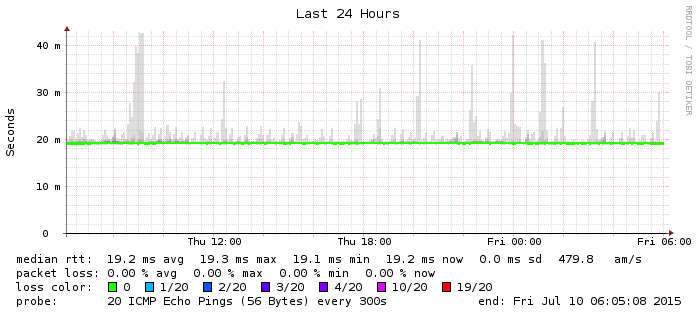 Last 24 Hours
RRDTOOL / TOBI OETIKER
Seconds
40 m
30 m
20 m
10 m
0
Thu 12:00 Thu 18:00 Fri 00:00 Fri 06:00
median rtt: 19.2 ms avg 19.3 ms max 19.1 ms min 19.2 ms now 0.0 ms sd 479.8 am/s
packet loss: 0.00 % avg 0.00 % max 0.00 % min 0.00 % now
loss color: 0 1/20 2/20 3/20 4/20 10/20 19/20
probe: 20 ICMP Echo Pings (56 Bytes) every 300s end: Fri Jul 10 06:05:08 2015